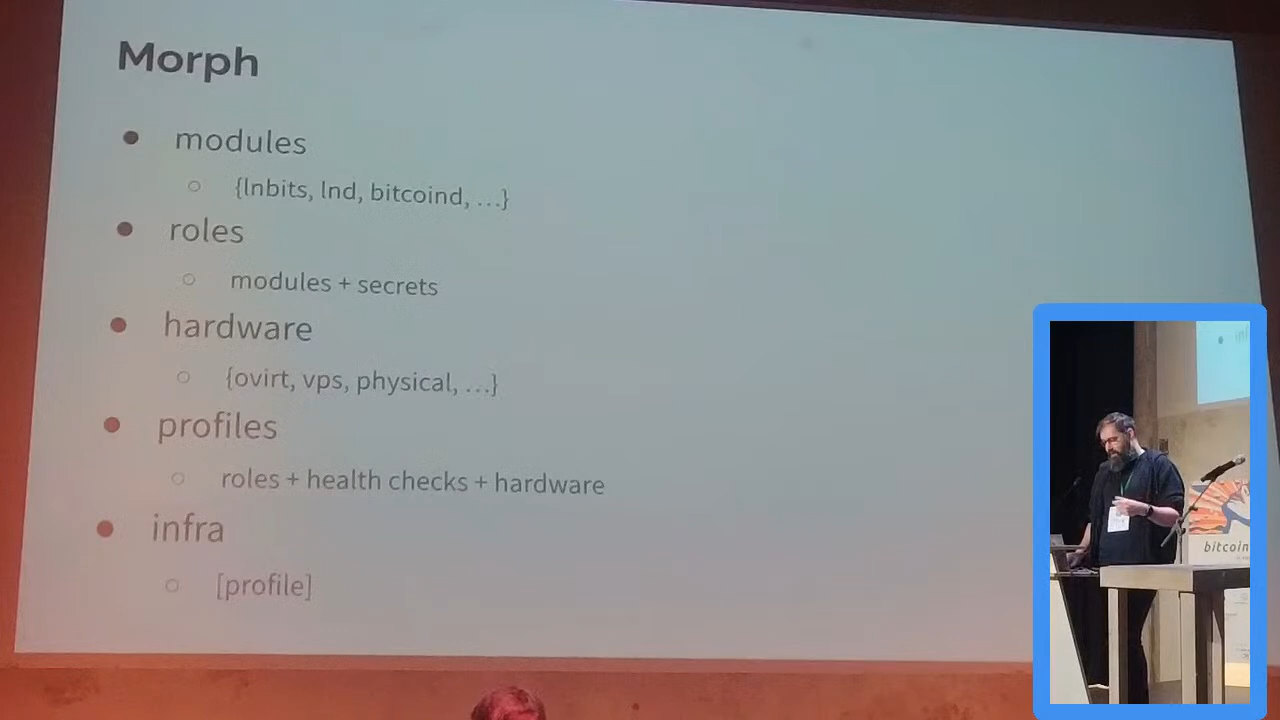 Morph
● modules
○ {lnbits, lnd, bitcoind, …}
● roles
○ modules + secrets
● hardware
○ {ovirt, vps, physical, …}
● profiles
○ roles + health checks + hardware
● infra
○ [profile]
bitcoin